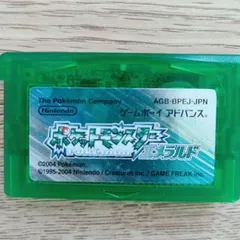 The Pokémon Company AGB-BPEJ-JPN
Nintendo ゲームボーイ アドバンス®
ポケットモンスター
POCKET MONSTERS エメラルド
©2004 Pokémon
©1995-2004 Nintendo / Creatures inc. / GAME FREAK inc.